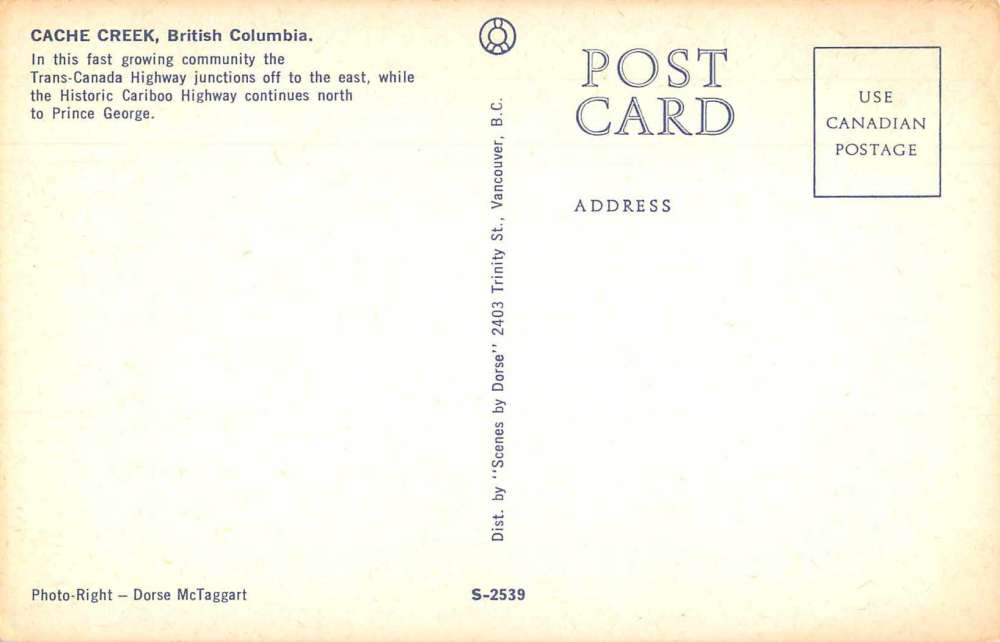 CACHE CREEK, British Columbia.
In this fast growing community the
Trans-Canada Highway junctions off to the east, while
the Historic Cariboo Highway continues north
to Prince George.
Dist. by "Scenes by Dorse" 2403 Trinity St., Vancouver, B.C.
POST
CARD
USE
CANADIAN
POSTAGE
ADDRESS
Photo-Right – Dorse McTaggart
S-2539